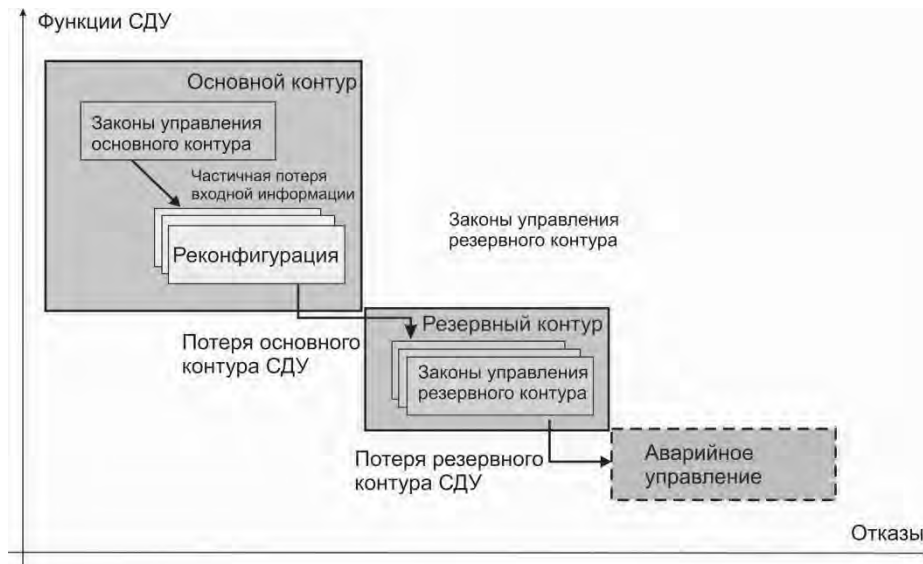 Функции СДУ
Основной контур
Законы управления
основного контура
Частичная потеря
входной информации
Реконфигурация
Законы управления
резервного контура
Потеря основного
контура СДУ
Резервный контур
Законы управления
резервного контура
Потеря резервного
контура СДУ
Аварийное
управление
Отказы